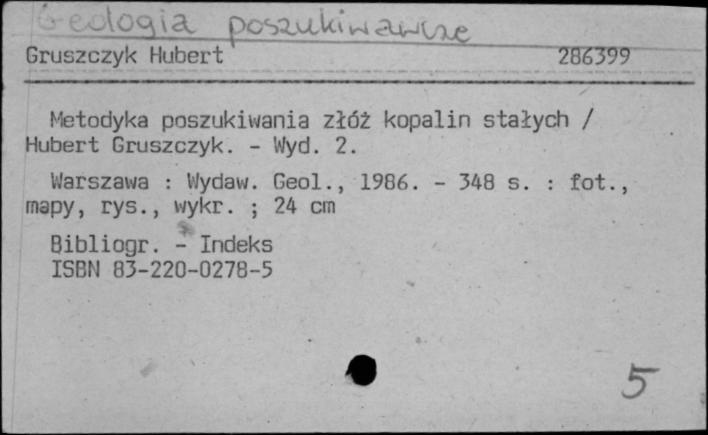 Geologia poszukiwawcze
Gruszczyk Hubert 286399
Metodyka poszukiwania złóż kopalin stałych /
Hubert Gruszczyk. - Wyd. 2.
Warszawa : Wydaw. Geol., 1986. - 348 s. : fot.,
mapy, rys., wykr. ; 24 cm
Bibliogr. - Indeks
ISBN 83-220-0278-5
5